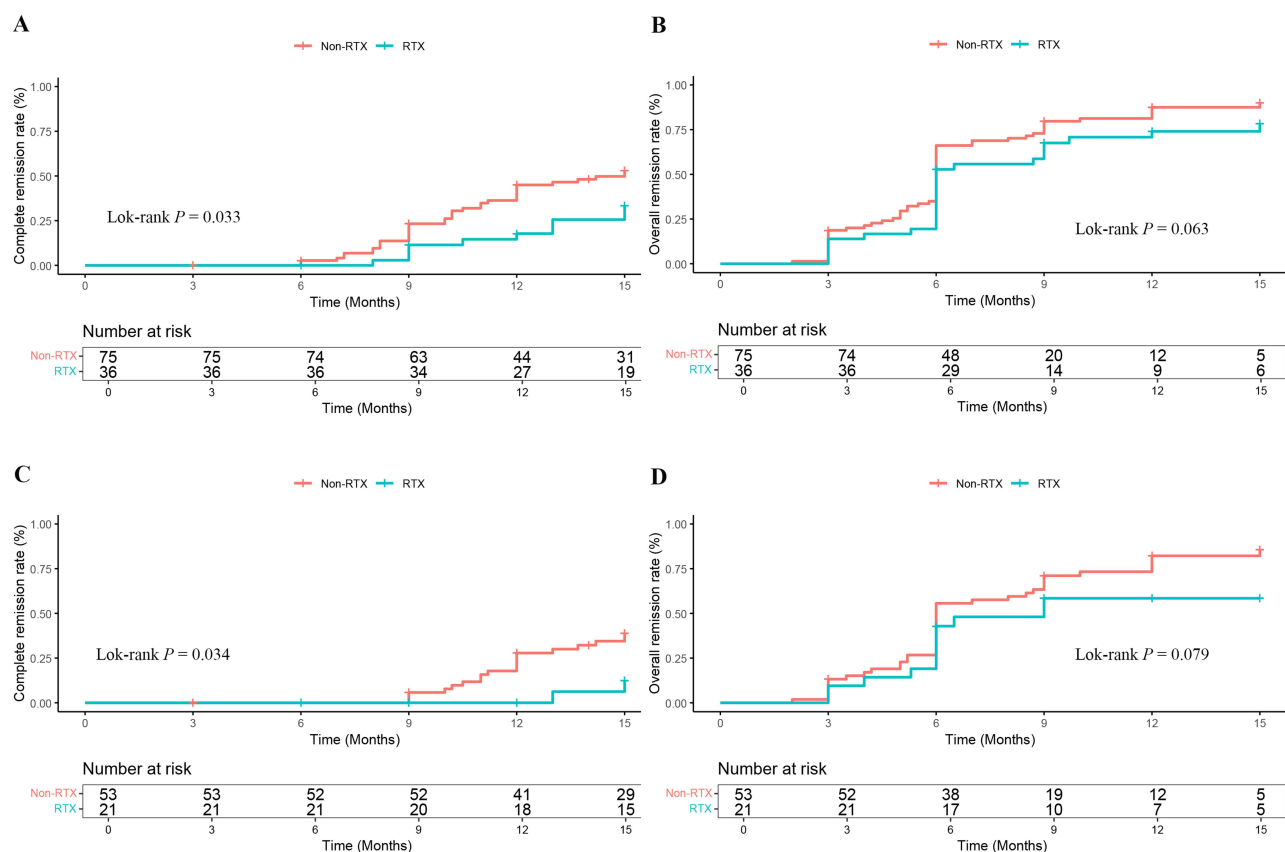 A
Non-RTX RTX
Complete remission rate (%)
1.00
0.75
0.50
0.25
0.00
Lok-rank P = 0.033
0 3 6 9 12 15
Time (Months)
Number at risk
Non-RTX 75 75 74 63 44 31
RTX 36 36 36 34 27 19
0 3 6 9 12 15
Time (Months)
B
Non-RTX RTX
Overall remission rate (%)
1.00
0.75
0.50
0.25
0.00
Lok-rank P = 0.063
0 3 6 9 12 15
Time (Months)
Number at risk
Non-RTX 75 74 48 20 12 5
RTX 36 36 29 14 9 6
0 3 6 9 12 15
Time (Months)
C
Non-RTX RTX
Complete remission rate (%)
1.00
0.75
0.50
0.25
0.00
Lok-rank P = 0.034
0 3 6 9 12 15
Time (Months)
Number at risk
Non-RTX 53 53 52 52 41 29
RTX 21 21 21 20 18 15
0 3 6 9 12 15
Time (Months)
D
Non-RTX RTX
Overall remission rate (%)
1.00
0.75
0.50
0.25
0.00
Lok-rank P = 0.079
0 3 6 9 12 15
Time (Months)
Number at risk
Non-RTX 53 52 38 19 12 5
RTX 21 21 17 10 7 5
0 3 6 9 12 15
Time (Months)